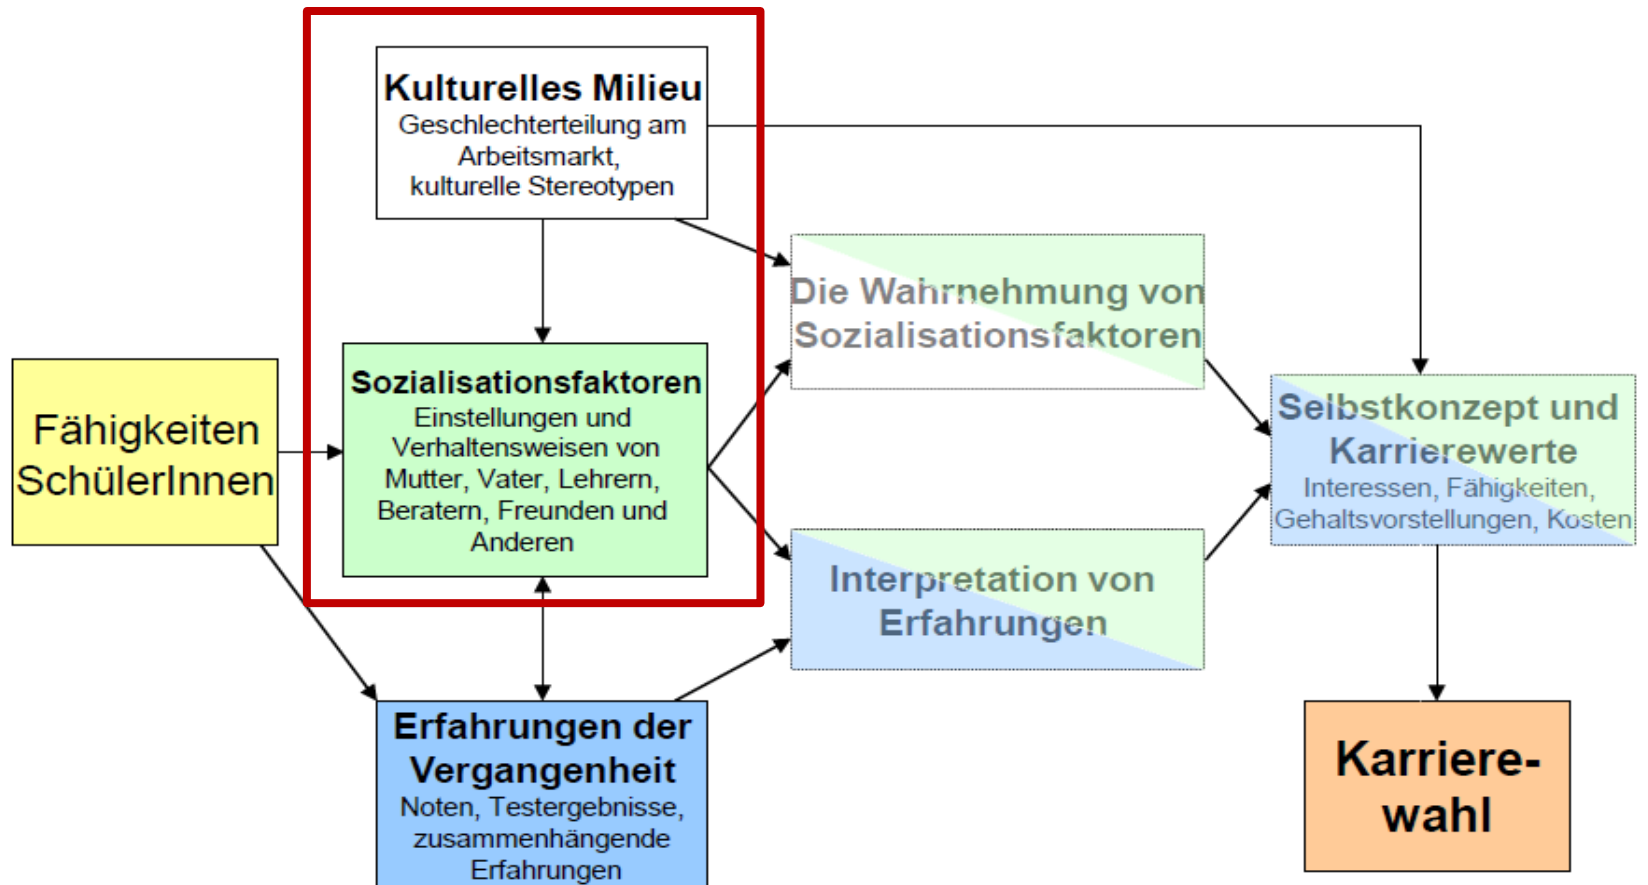 Kulturelles Milieu
Geschlechterteilung am
Arbeitsmarkt,
kulturelle Stereotypen
Die Wahrnehmung von
Sozialisationsfaktoren
Fähigkeiten
SchülerInnen
Sozialisationsfaktoren
Einstellungen und
Verhaltensweisen von
Mutter, Vater, Lehrern,
Beratern, Freunden und
Anderen
Selbstkonzept und
Karrierewerte
Interessen, Fähigkeiten,
Gehaltsvorstellungen, Kosten
Interpretation von
Erfahrungen
Erfahrungen der
Vergangenheit
Noten, Testergebnisse,
zusammenhängende
Erfahrungen
Karriere-
wahl